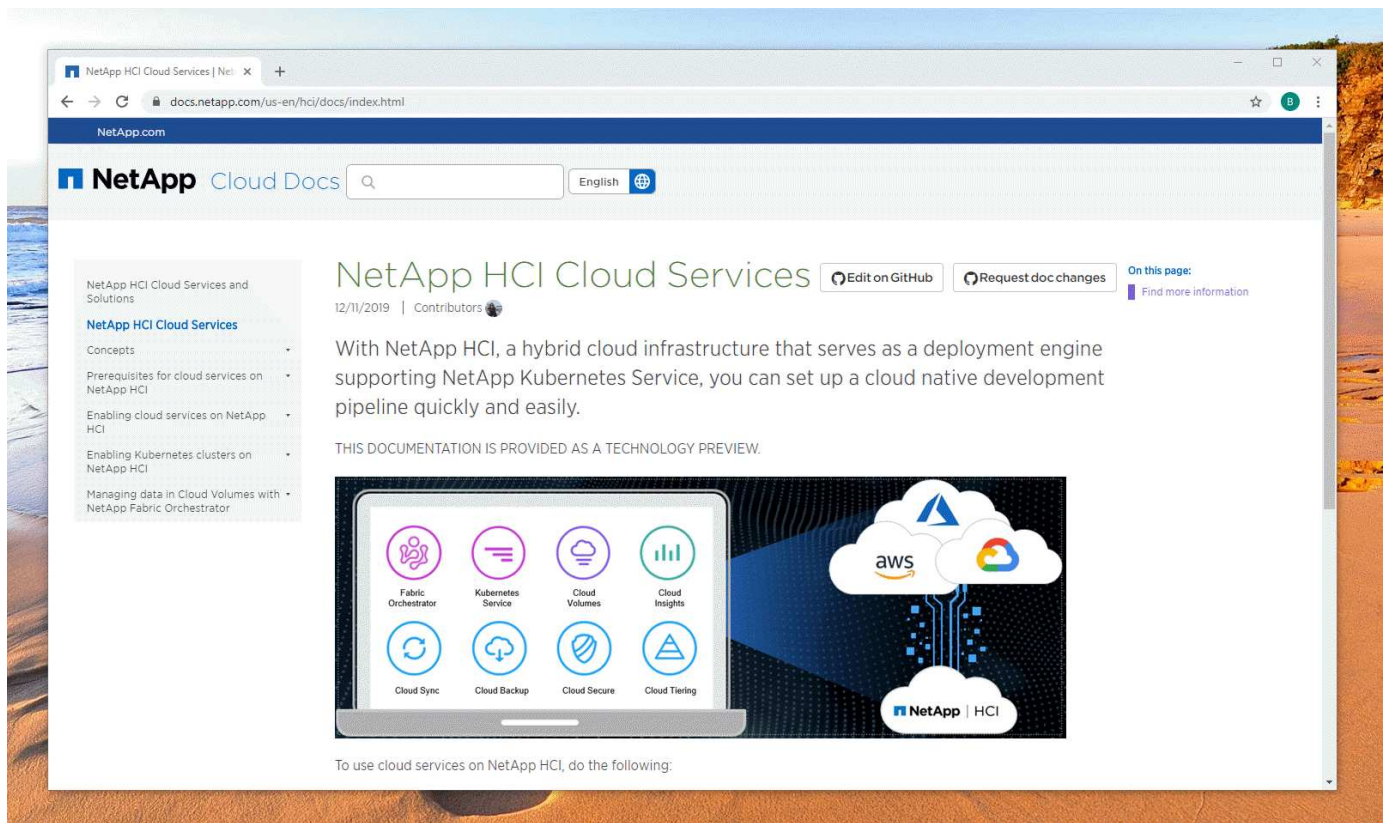 NetApp HCI Cloud Services | Net
docs.netapp.com/us-en/hci/docs/index.html
B
NetApp.com
NetApp Cloud Docs
English
NetApp HCI Cloud Services and
Solutions
NetApp HCI Cloud Services
Concepts
Prerequisites for cloud services on
NetApp HCI
Enabling cloud services on NetApp
HCI
Enabling Kubernetes clusters on
NetApp HCI
Managing data in Cloud Volumes with
NetApp Fabric Orchestrator
NetApp HCI Cloud Services
Edit on GitHub
Request doc changes
On this page:
Find more information
12/11/2019 | Contributors
With NetApp HCI, a hybrid cloud infrastructure that serves as a deployment engine
supporting NetApp Kubernetes Service, you can set up a cloud native development
pipeline quickly and easily.
THIS DOCUMENTATION IS PROVIDED AS A TECHNOLOGY PREVIEW.
Fabric
Orchestrator
Kubernetes
Service
Cloud
Volumes
Cloud
Insights
Cloud Sync
Cloud Backup
Cloud Secure
Cloud Tiering
aws
NetApp | HCI
To use cloud services on NetApp HCI, do the following: